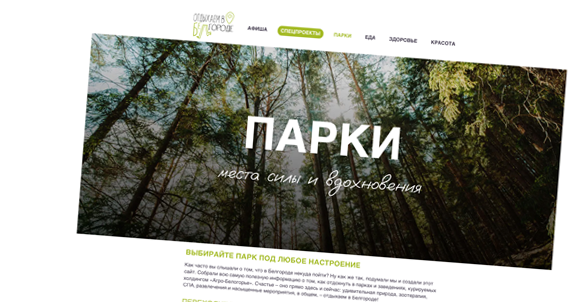 ОТДЫХАЕМ В
БЕЛГОРОДЕ
АФИША
СПЕЦПРОЕКТЫ
ПАРКИ
ЕДА
ЗДОРОВЬЕ
КРАСОТА
ПАРКИ
места силы и вдохновения
ВЫБИРАЙТЕ ПАРК ПОД ЛЮБОЕ НАСТРОЕНИЕ
Как часто вы слышали о том, что в Белгороде некуда пойти? Ну как же так, подумали мы и создали этот
сайт. Собрали всю самую полезную информацию о том, как отдохнуть в парках и заведениях, курируемых
холдингом «Агро-Белогорье». Счастье – оно прямо здесь и сейчас: удивительная природа, зоотерапия,
СПА, развлечения и насыщенные мероприятия, в общем, – отдыхаем в Белгороде!